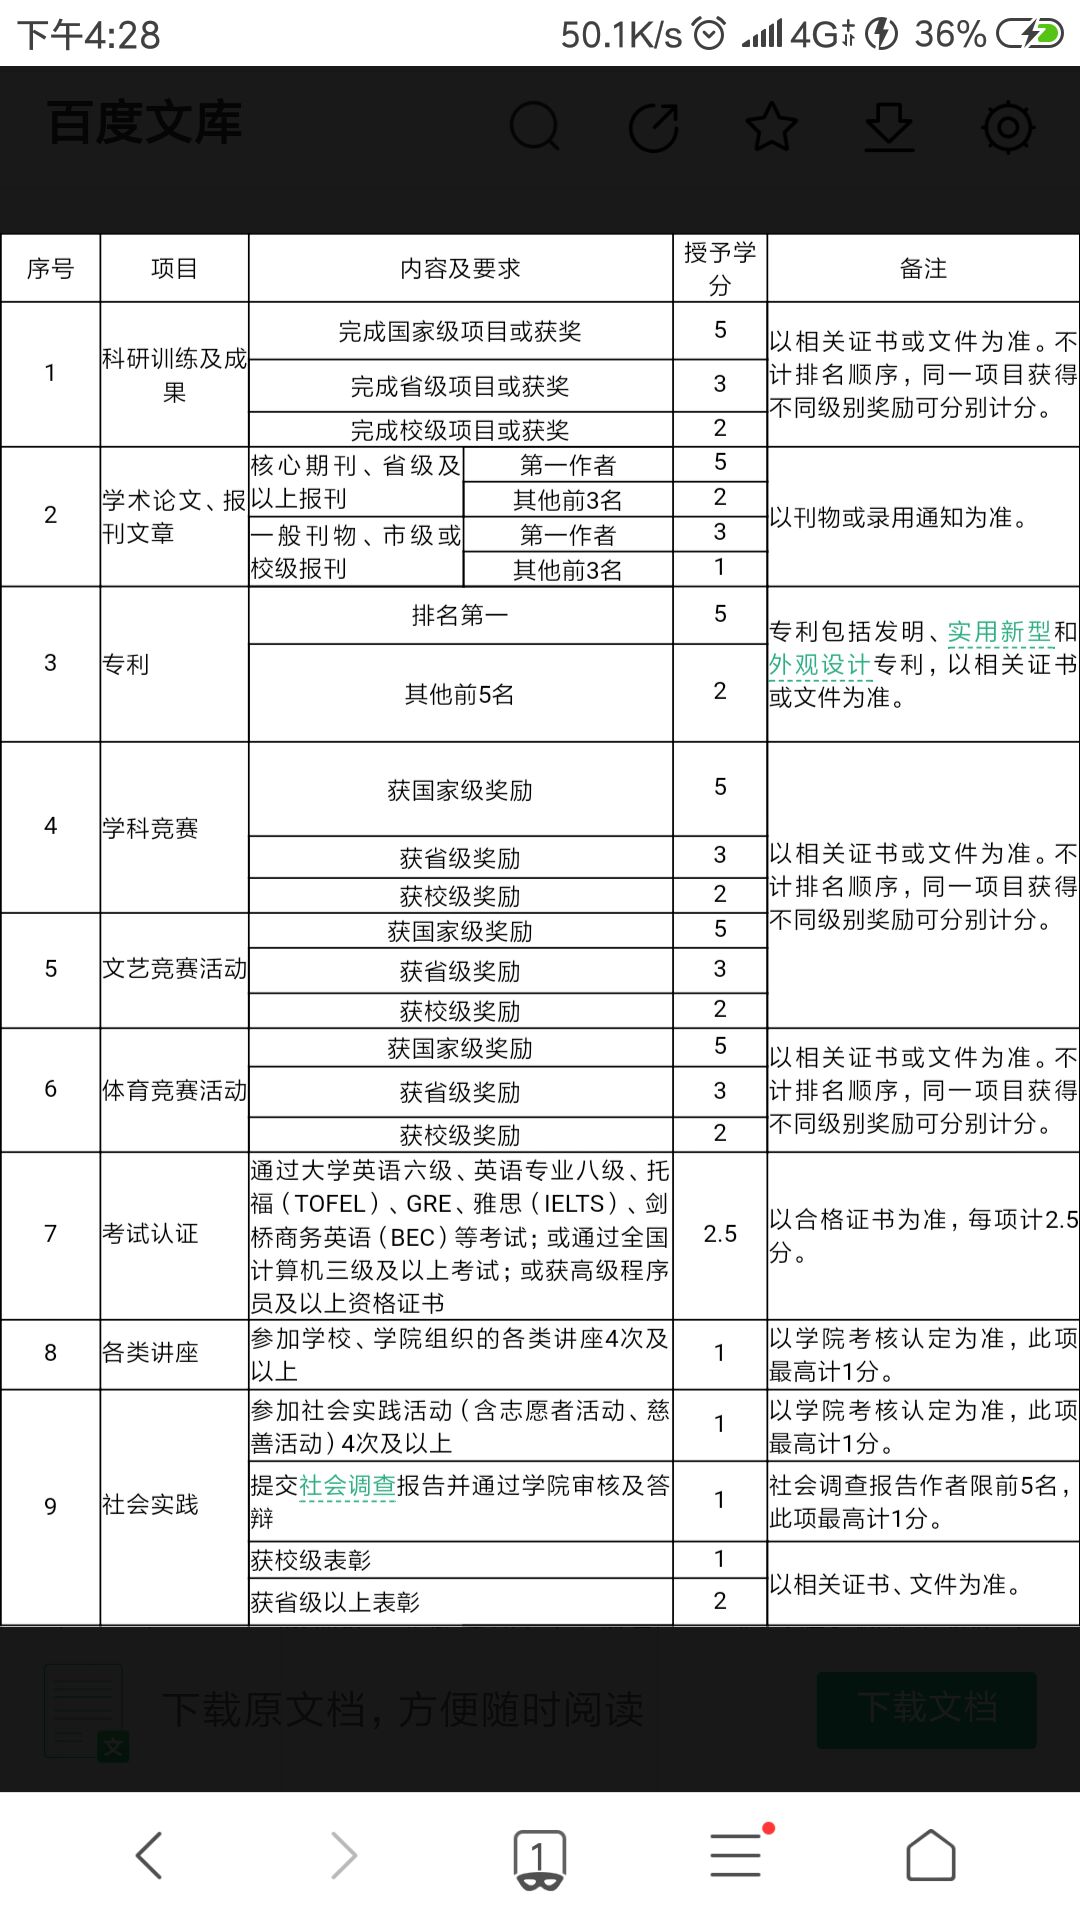 下午4:28
50.1K/s 4G 36%
百度文库
序号 项目 内容及要求 授予学分 备注
1 科研训练及成果
完成国家级项目或获奖 5
完成省级项目或获奖 3
完成校级项目或获奖 2
以相关证书或文件为准。不
计排名顺序，同一项目获得
不同级别奖励可分别计分。
2 学术论文、报刊文章
核心期刊、省级及
以上报刊
第一作者 5
其他前3名 2
一般刊物、市级或
校级报刊
第一作者 3
其他前3名 1
以刊物或录用通知为准。
3 专利
排名第一 5
其他前5名 2
专利包括发明、实用新型和
外观设计专利，以相关证书
或文件为准。
4 学科竞赛
获国家级奖励 5
获省级奖励 3
获校级奖励 2
5 文艺竞赛活动
获国家级奖励 5
获省级奖励 3
获校级奖励 2
以相关证书或文件为准。不
计排名顺序，同一项目获得
不同级别奖励可分别计分。
6 体育竞赛活动
获国家级奖励 5
获省级奖励 3
获校级奖励 2
以相关证书或文件为准。不
计排名顺序，同一项目获得
不同级别奖励可分别计分。
7 考试认证
通过大学英语六级、英语专业八级、托
福（TOFEL）、GRE、雅思（IELTS）、剑
桥商务英语（BEC）等考试；或通过全国
计算机三级及以上考试；或获高级程序
员及以上资格证书
2.5
以合格证书为准，每项计2.5
分。
8 各类讲座
参加学校、学院组织的各类讲座4次及
以上
1
以学院考核认定为准，此项
最高计1分。
9 社会实践
参加社会实践活动（含志愿者活动、慈
善活动）4次及以上
1
以学院考核认定为准，此项
最高计1分。
提交社会调查报告并通过学院审核及答
辩
1
社会调查报告作者限前5名，
此项最高计1分。
获校级表彰 1
获省级以上表彰 2
以相关证书、文件为准。
文
下载原文档，方便随时阅读
下载文档
1